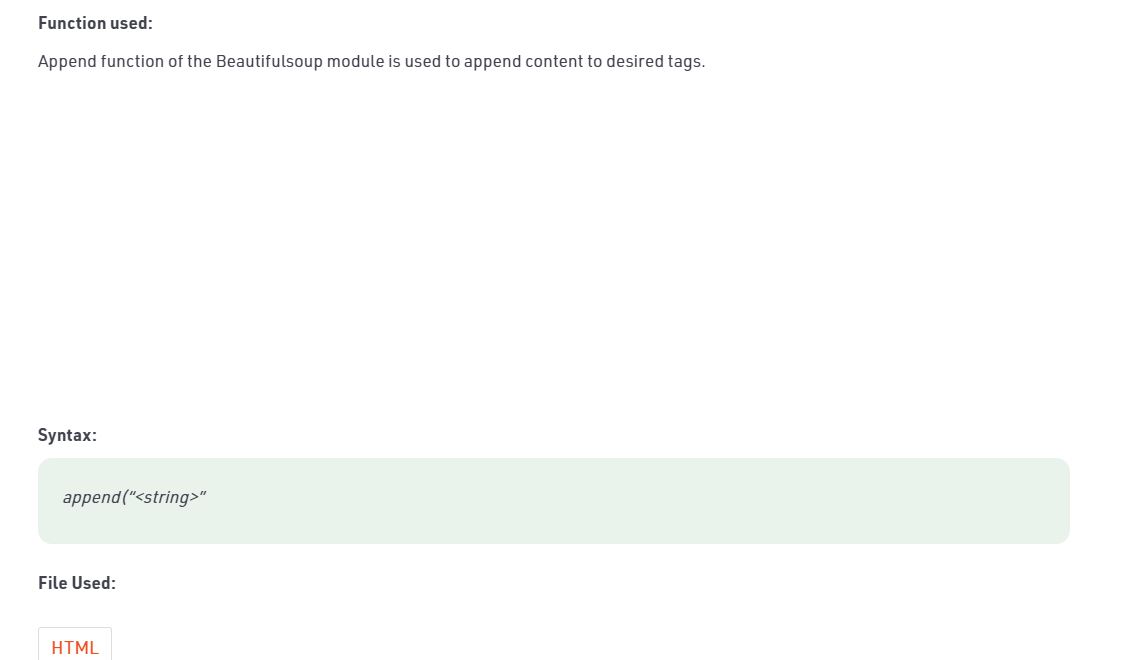 Function used:
Append function of the Beautifulsoup module is used to append content to desired tags.
Syntax:
append(“<string>”
File Used:
HTML